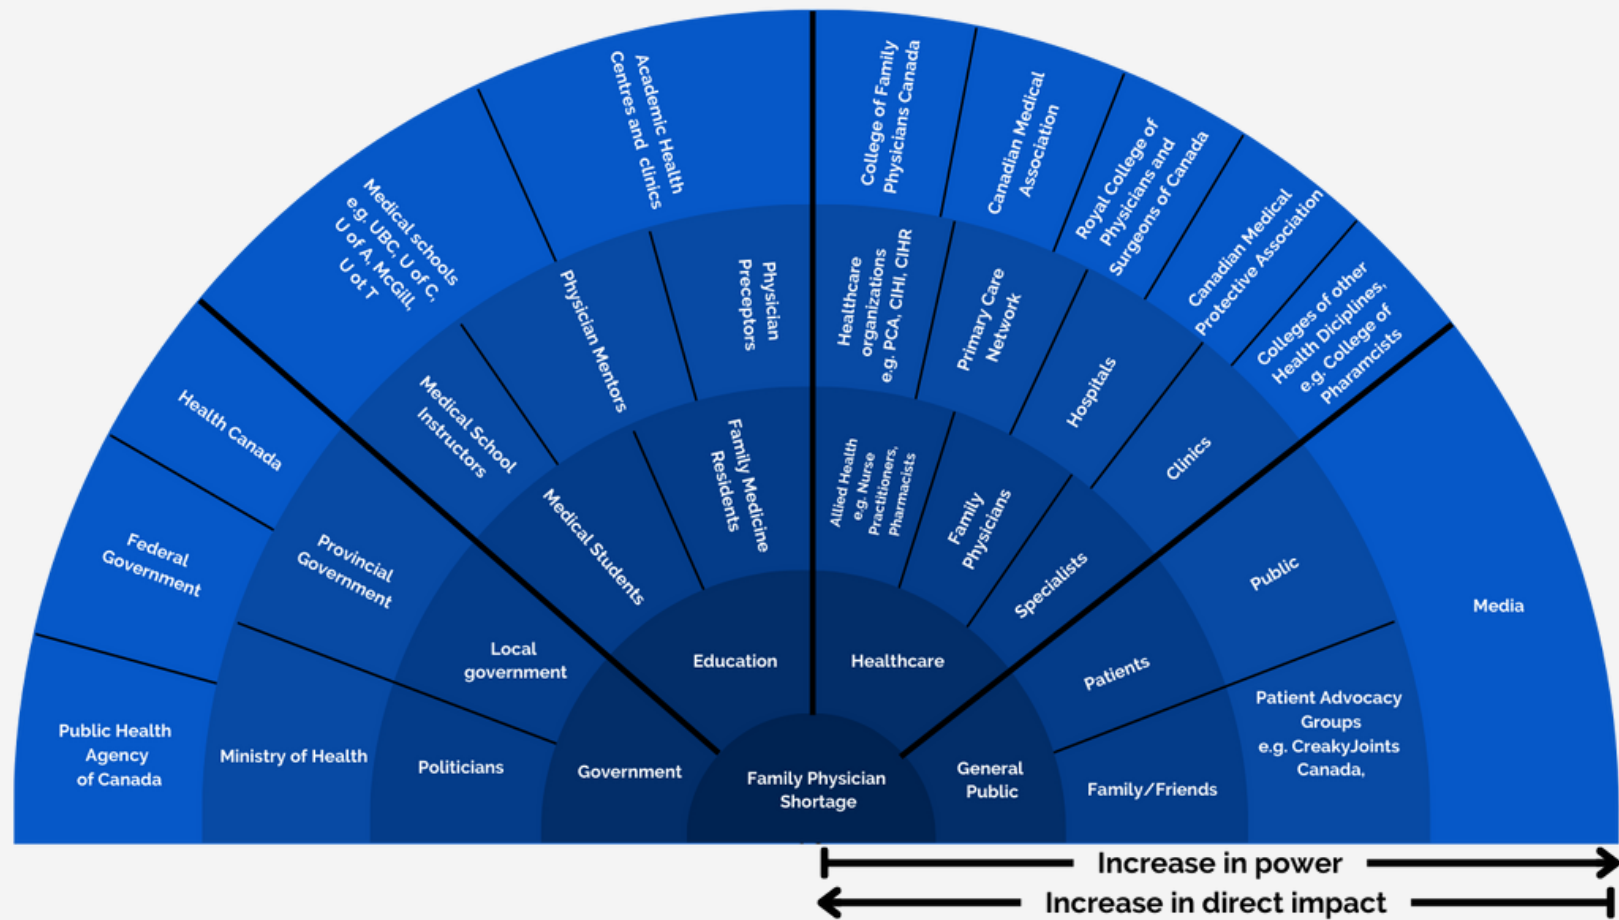 Academic Health
Centres and clinics
College of Family
Physicians Canada
Canadian Medical
Association
Royal College of
Physicians and
Surgeons of Canada
Canadian Medical
Protective Association
Colleges of other
Health Diciplines,
e.g. College of
Pharamcists
Medical schools
e.g. UBC, U of C,
U of A, McGill,
U ot T
Health Canada
Federal
Government
Public Health
Agency
of Canada
Physician
Preceptors
Physician Mentors
Medical School
Instructors
Provincial
Government
Ministry of Health
Healthcare
organizations
e.g. PCA, CIHI, CIHR
Primary Care
Network
Hospitals
Clinics
Public
Media
Patient Advocacy
Groups
e.g. CreakyJoints
Canada,
Family Medicine
Residents
Medical Students
Local
government
Politicians
Allied Health
e.g. Nurse
Practitioners,
Pharmacists
Family
Physicians
Specialists
Patients
Family/Friends
Education
Healthcare
Government
General
Public
Family Physician
Shortage
Increase in power
Increase in direct impact